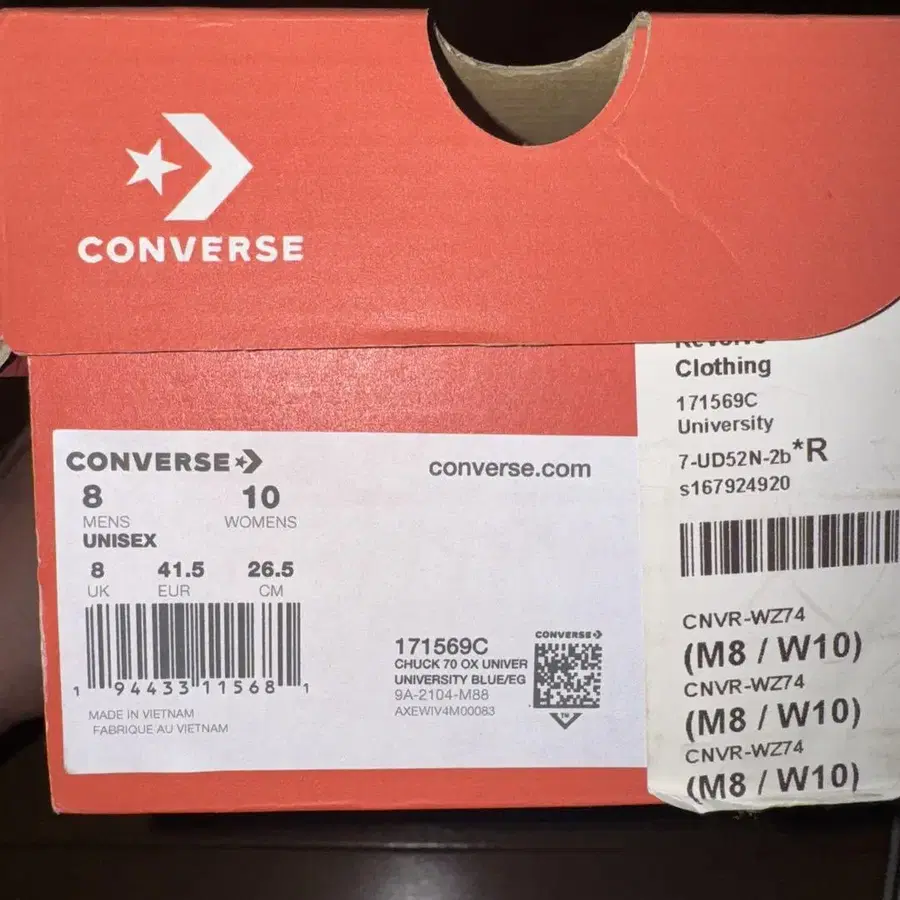 CONVERSE
CONVERSE
converse.com
8 10
MENS WOMENS
UNISEX
8 41.5 26.5
UK EUR CM
1 94433 11568 1
MADE IN VIETNAM
FABRIQUE AU VIETNAM
171569C
CHUCK 70 OX UNIVER
UNIVERSITY BLUE/EG
9A-2104-M88
AXEWIV4M00083
CONVERSE
TM
Clothing
171569C
University
7-UD52N-2b*R
s167924920
CNVR-WZ74
(M8 / W10)
CNVR-WZ74
(M8 / W10)
CNVR-WZ74
(M8 / W10)